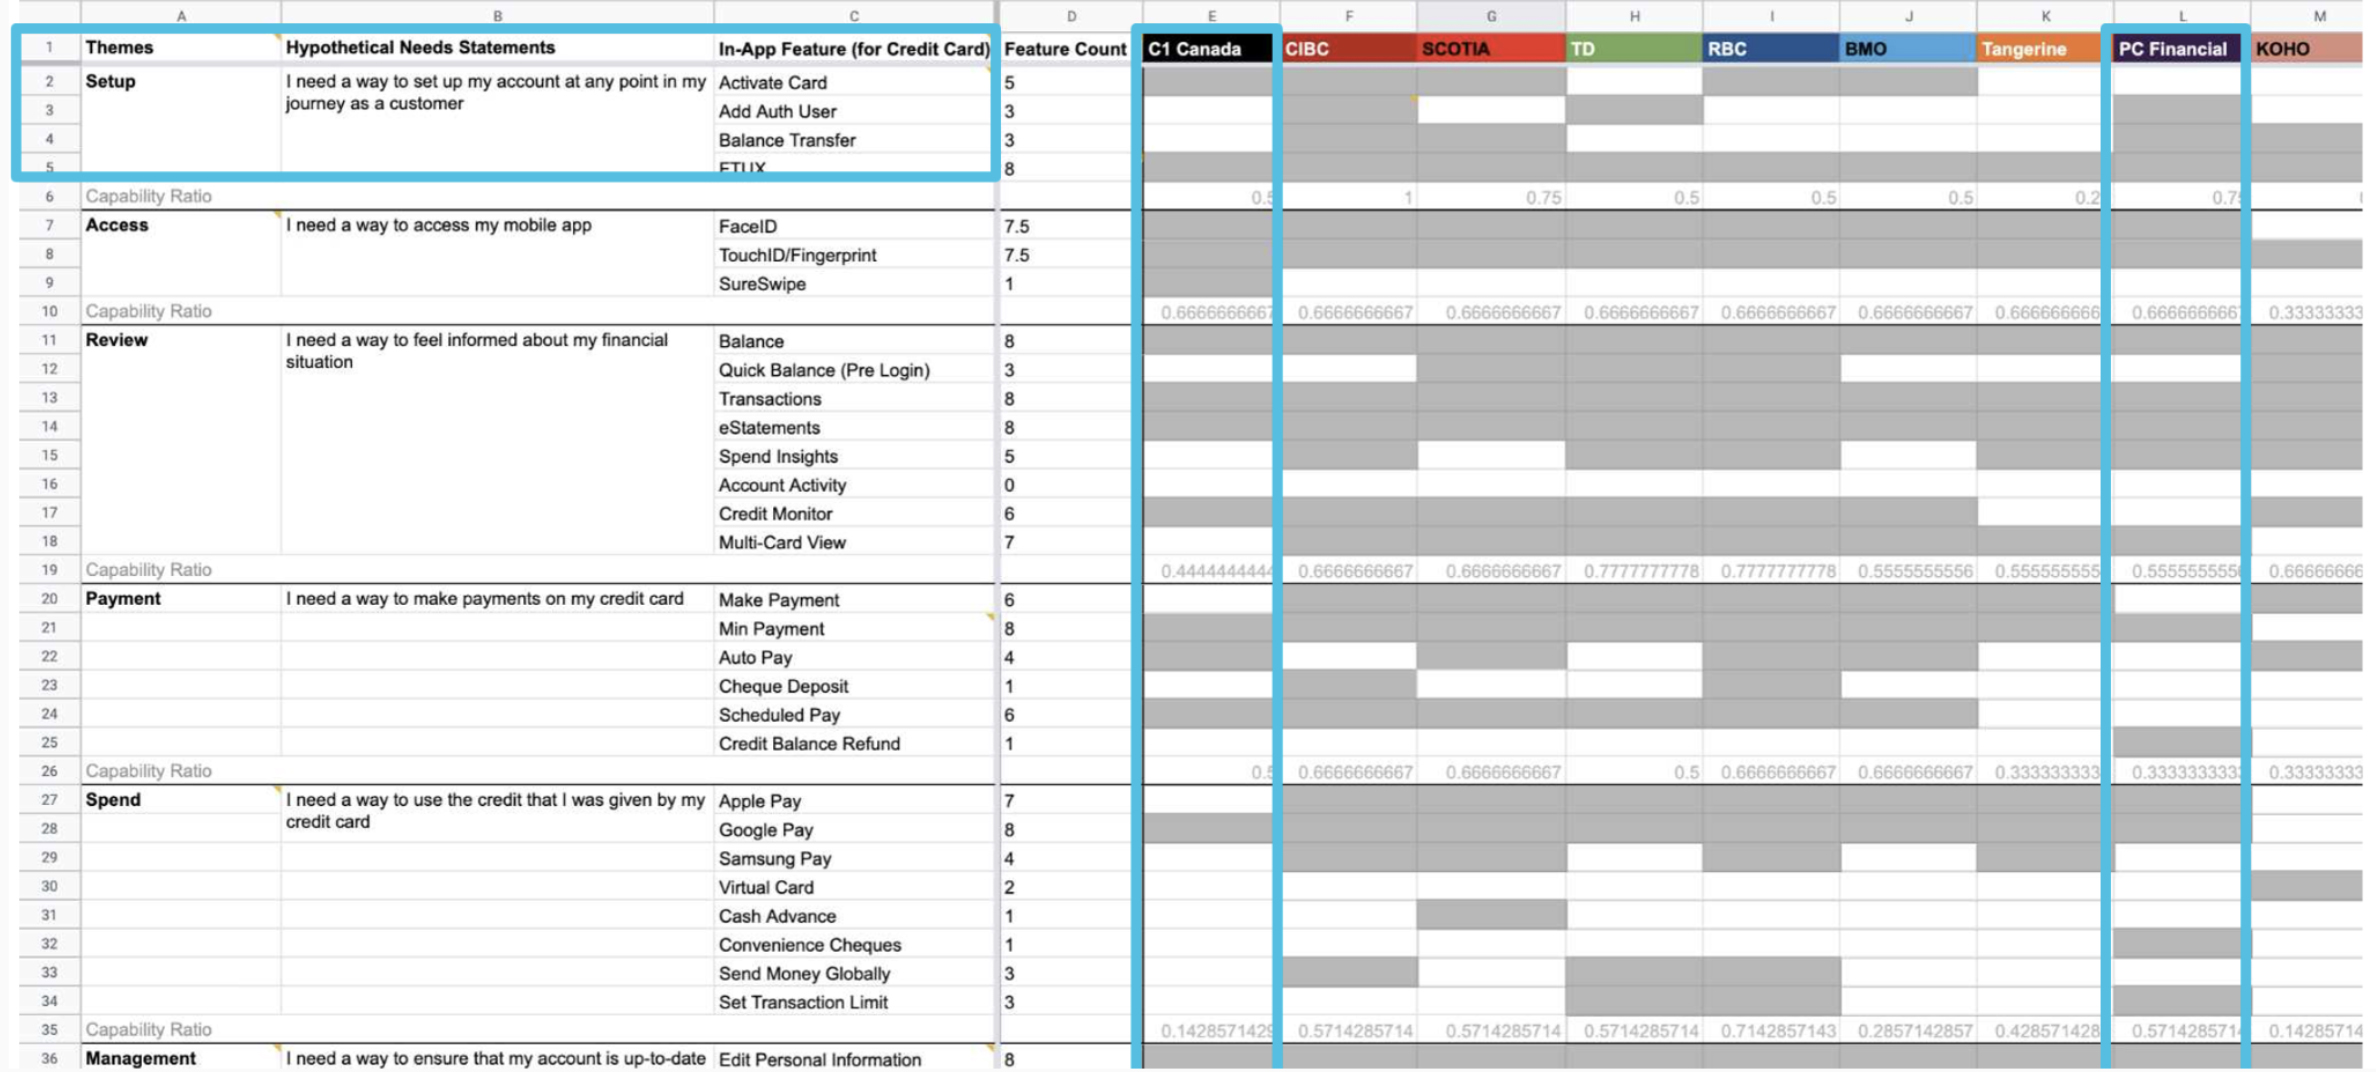 A B C D E F G H I J K L M
1 Themes Hypothetical Needs Statements In-App Feature (for Credit Card) Feature Count C1 Canada CIBC SCOTIA TD RBC BMO Tangerine PC Financial KOHO
2 Setup I need a way to set up my account at any point in my Activate Card 5
journey as a customer
3 Add Auth User 3
4 Balance Transfer 3
5 FTUX 8
6 Capability Ratio 0.5 1 0.75 0.5 0.5 0.5 0.2 0.75
7 Access I need a way to access my mobile app FaceID 7.5
8 TouchID/Fingerprint 7.5
9 SureSwipe 1
10 Capability Ratio 0.6666666667 0.6666666667 0.6666666667 0.6666666667 0.6666666667 0.6666666667 0.666666666 0.6666666667 0.33333333
11 Review I need a way to feel informed about my financial Balance 8
situation
12 Quick Balance (Pre Login) 3
13 Transactions 8
14 eStatements 8
15 Spend Insights 5
16 Account Activity 0
17 Credit Monitor 6
18 Multi-Card View 7
19 Capability Ratio 0.4444444444 0.6666666667 0.6666666667 0.7777777778 0.7777777778 0.5555555556 0.555555555 0.5555555556 0.66666666
20 Payment I need a way to make payments on my credit card Make Payment 6
21 Min Payment 8
22 Auto Pay 4
23 Cheque Deposit 1
24 Scheduled Pay 6
25 Credit Balance Refund 1
26 Capability Ratio 0.5 0.6666666667 0.6666666667 0.5 0.6666666667 0.6666666667 0.333333333 0.3333333333 0.33333333
27 Spend I need a way to use the credit that I was given by my Apple Pay 7
credit card
28 Google Pay 8
29 Samsung Pay 4
30 Virtual Card 2
31 Cash Advance 1
32 Convenience Cheques 1
33 Send Money Globally 3
34 Set Transaction Limit 3
35 Capability Ratio 0.1428571429 0.5714285714 0.5714285714 0.5714285714 0.7142857143 0.2857142857 0.428571428 0.5714285714 0.14285714
36 Management I need a way to ensure that my account is up-to-date Edit Personal Information 8